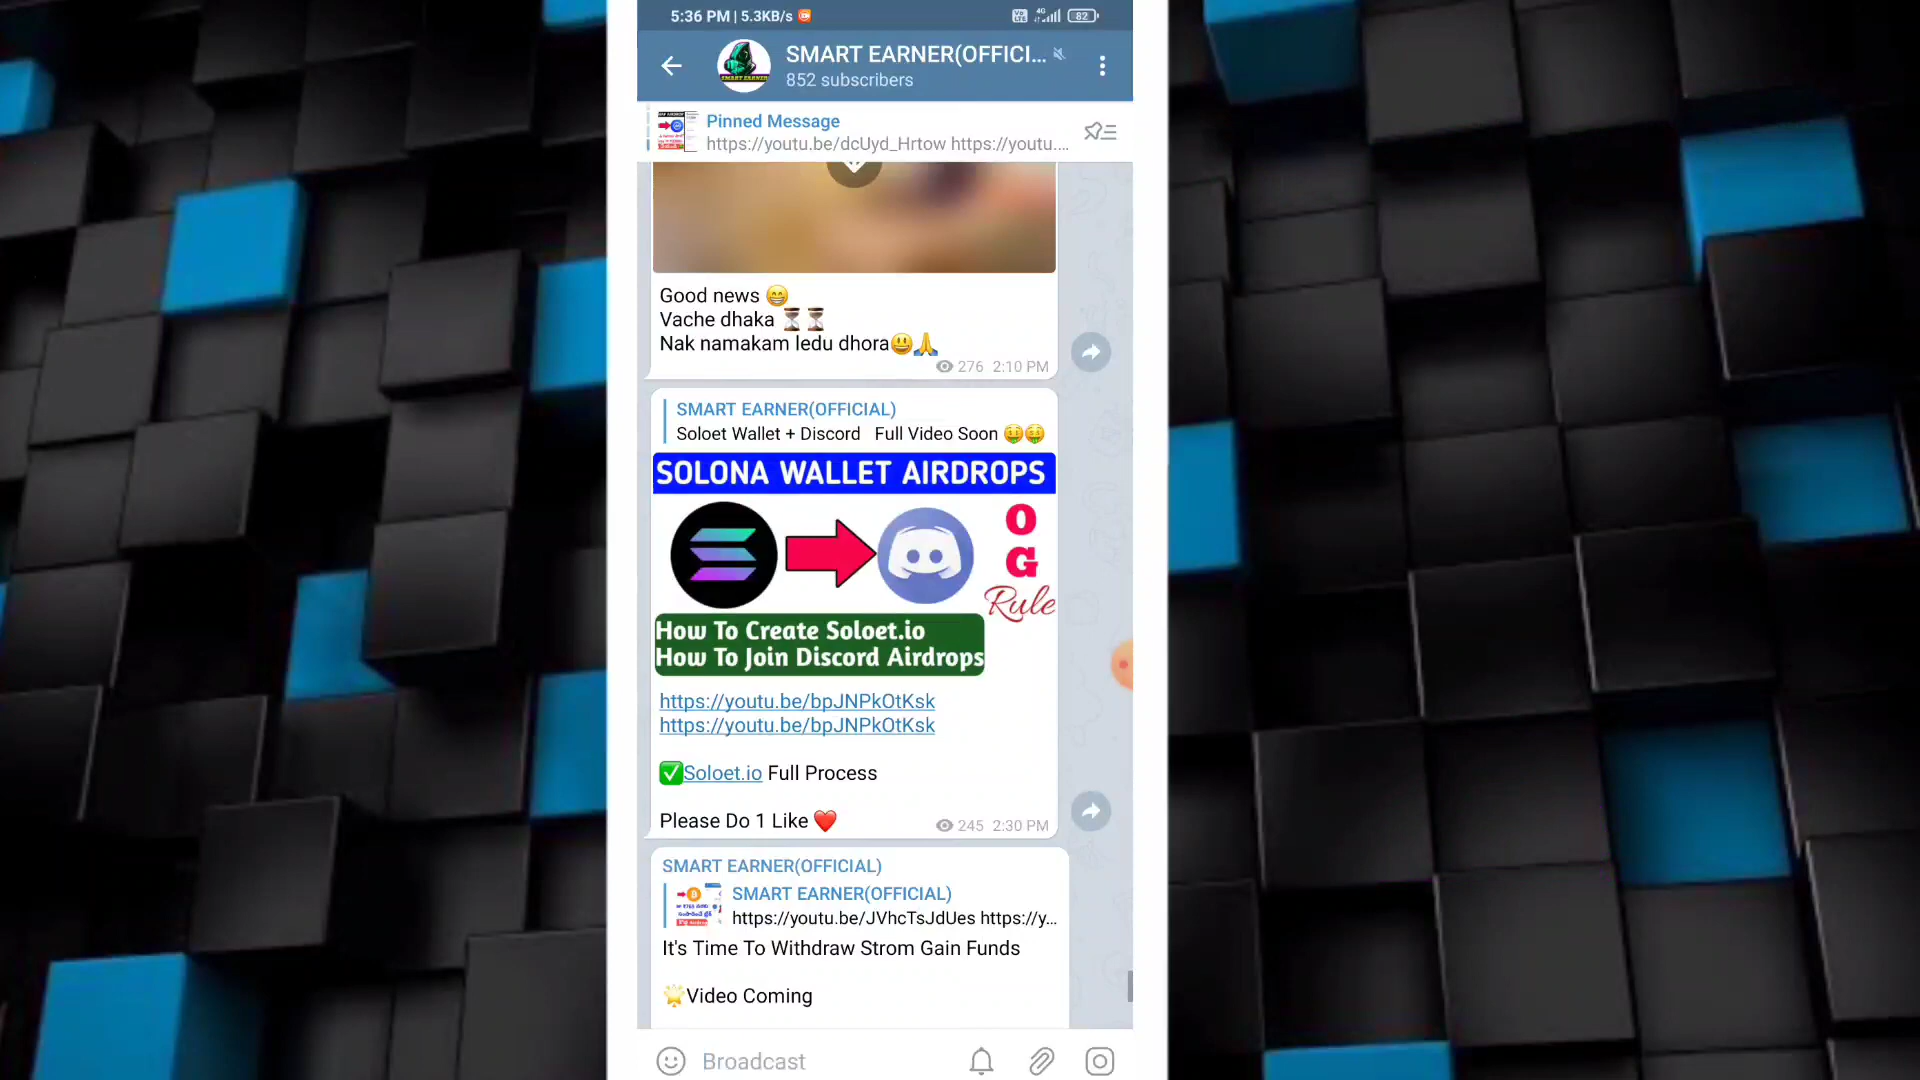 5:36 PM | 5.3KB/s
4G
82
SMART EARNER(OFFICI...
852 subscribers
Pinned Message
https://youtu.be/dcUyd_Hrtow https://youtu....
Good news 😁
Vache dhaka ⏳⏳
Nak namakam ledu dhora😃🙏
276 2:10 PM
SMART EARNER(OFFICIAL)
Soloet Wallet + Discord Full Video Soon 🤑🤑
SOLONA WALLET AIRDROPS
O
G
Rule
How To Create Soloet.io
How To Join Discord Airdrops
https://youtu.be/bpJNPkOtKsk
https://youtu.be/bpJNPkOtKsk
✅Soloet.io Full Process
Please Do 1 Like ❤️
245 2:30 PM
SMART EARNER(OFFICIAL)
SMART EARNER(OFFICIAL)
https://youtu.be/JVhcTsJdUes https://y...
It's Time To Withdraw Strom Gain Funds
🌟Video Coming
Broadcast